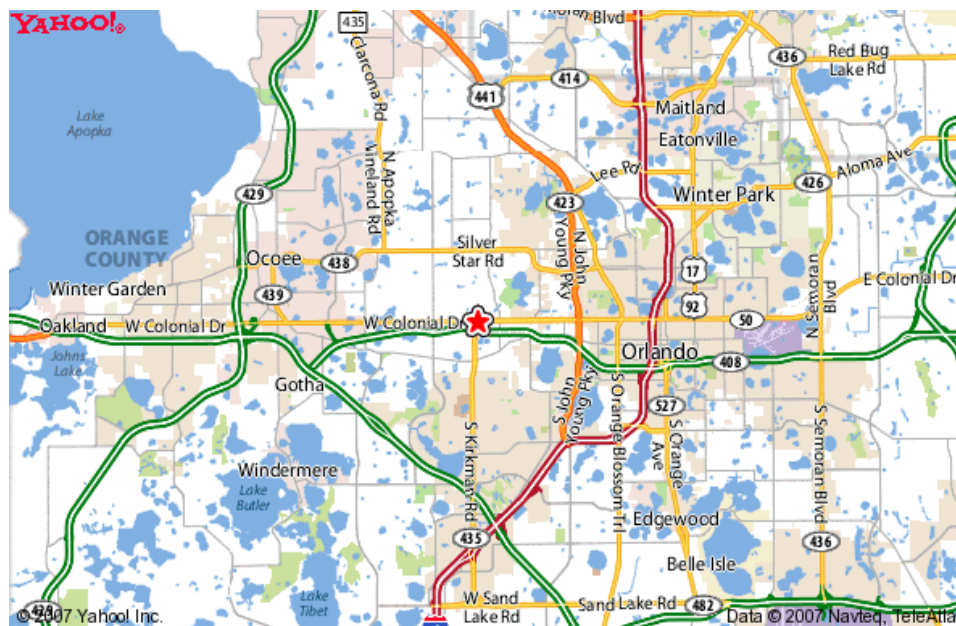 YAHOO!®
435
Clarcona Rd
Blvd
436
Red Bug
Lake Rd
414
441
Maitland
Lake
Apopka
Eatonville
N Apopka
Vineland Rd
Lee Rd
Aloma Ave
429
423
Winter Park
426
ORANGE
COUNTY
Silver
Star Rd
N John
Young Pky
Ocoee
438
17
E Colonial Dr
Winter Garden
439
92
N Semoran
Blvd
Oakland
W Colonial Dr
W Colonial Dr
50
Johns
Lake
Orlando
408
Gotha
S John
Young Pky
S Orange Blossom Trl
527
S Kirkman Rd
S Orange
Ave
S Semoran Blvd
Windermere
Lake
Butler
Edgewood
435
436
Belle Isle
Lake
Tibet
W Sand
Lake Rd
Sand Lake Rd
482
429
© 2007 Yahoo! Inc.
Data © 2007 Navteq, TeleAtla